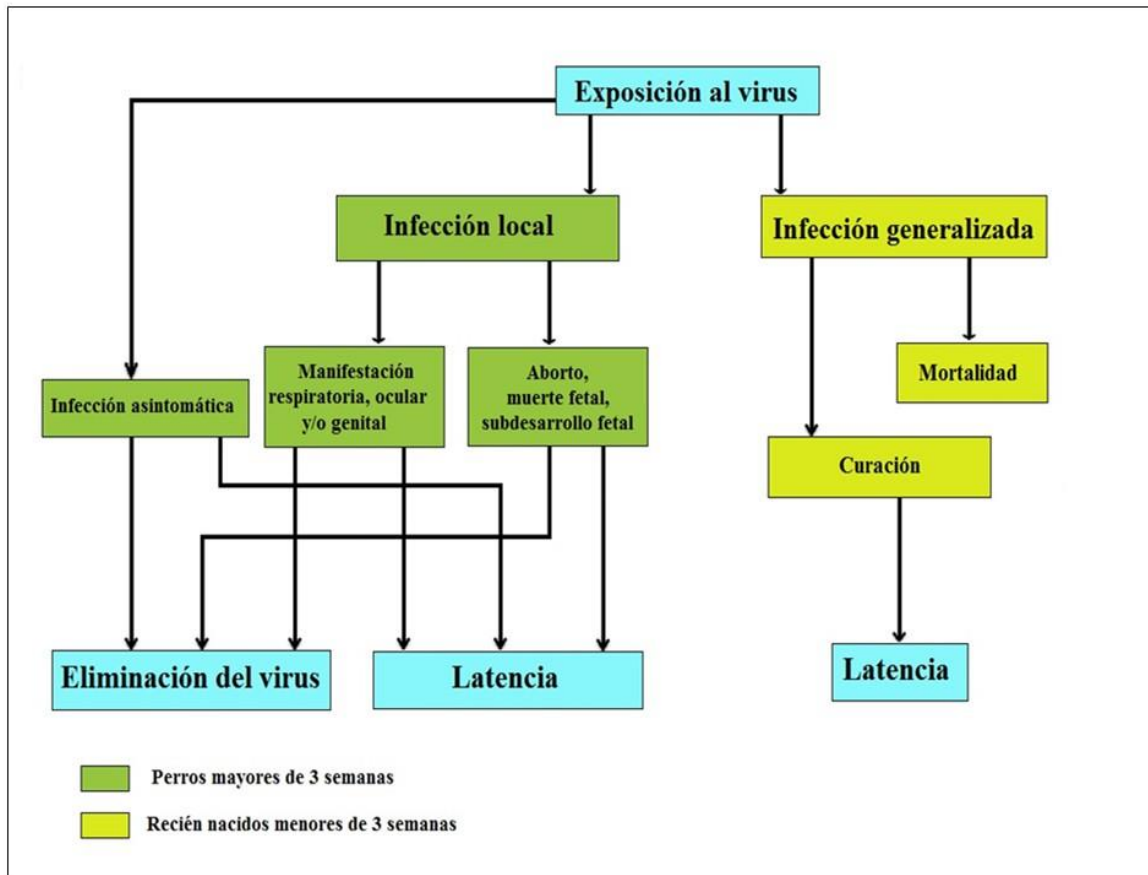 Exposición al virus
Infección local
Infección generalizada
Infección asintomática
Manifestación
respiratoria, ocular
y/o genital
Aborto,
muerte fetal,
subdesarrollo fetal
Mortalidad
Curación
Eliminación del virus
Latencia
Latencia
Perros mayores de 3 semanas
Recién nacidos menores de 3 semanas